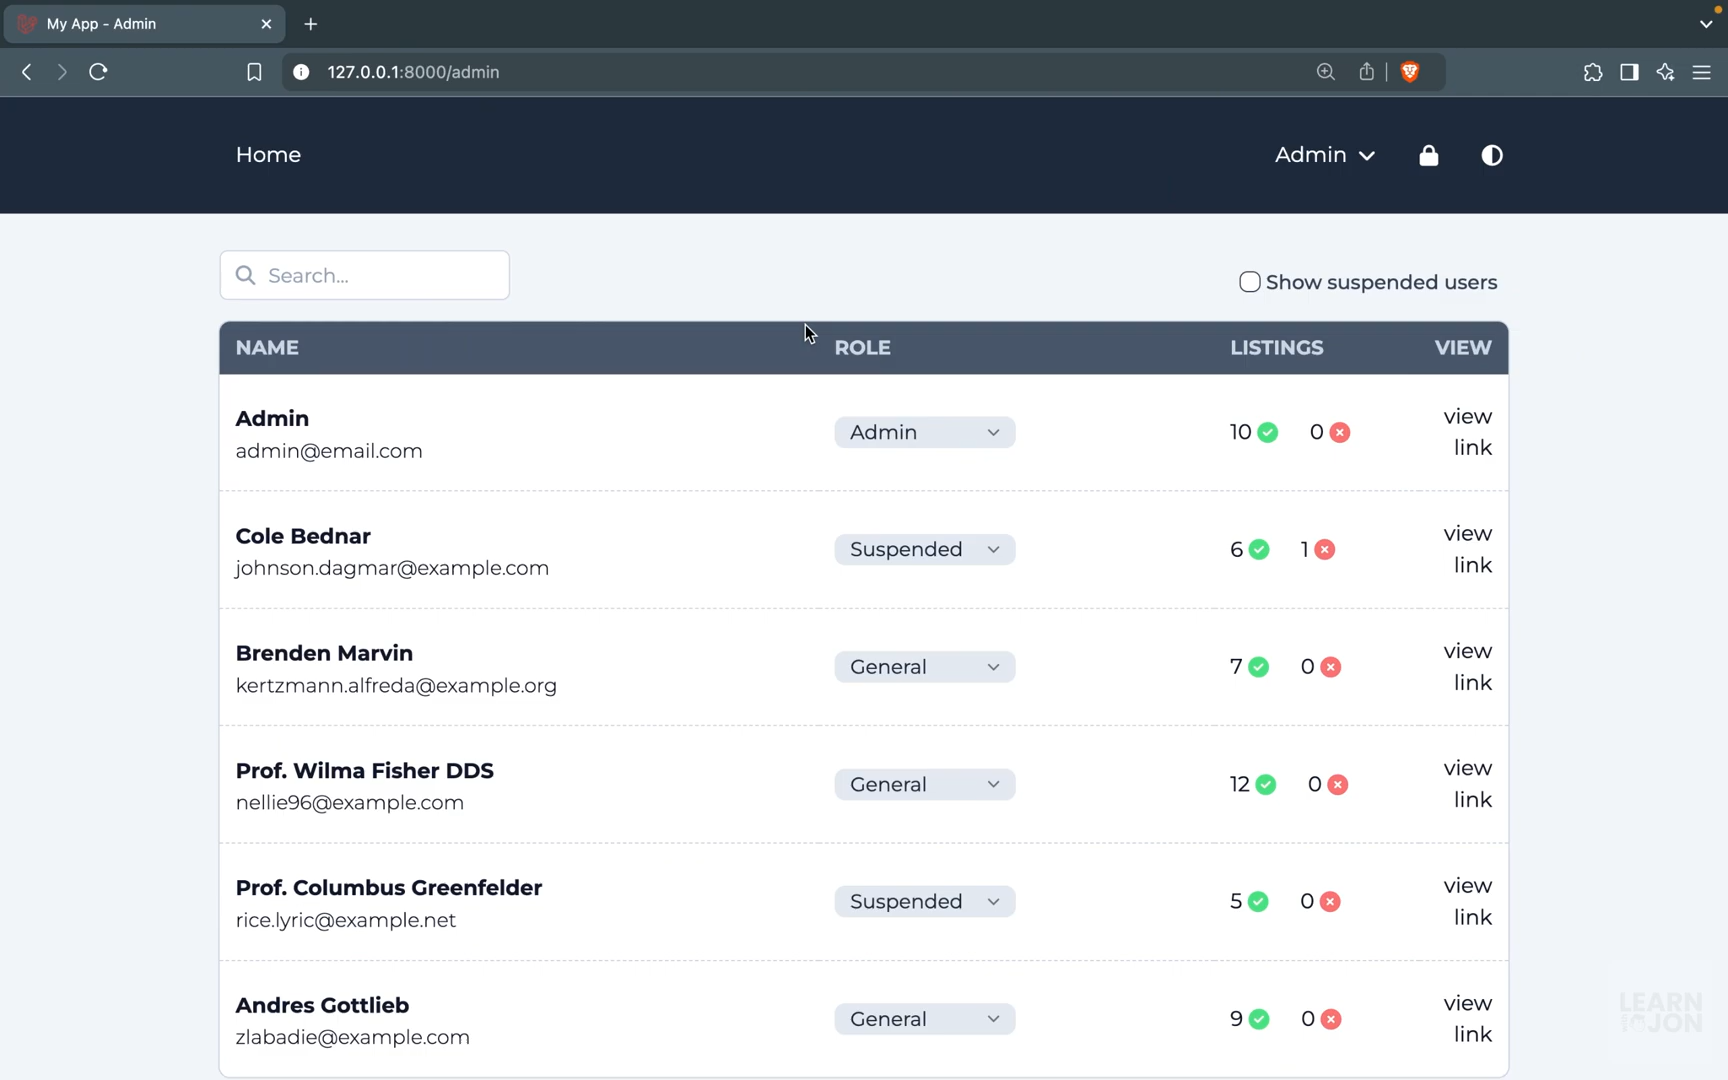 My App - Admin
127.0.0.1:8000/admin
Home
Admin
Search...
Show suspended users
NAME ROLE LISTINGS VIEW
Admin
admin@email.com
Admin
10 0
view
link
Cole Bednar
johnson.dagmar@example.com
Suspended
6 1
view
link
Brenden Marvin
kertzmann.alfreda@example.org
General
7 0
view
link
Prof. Wilma Fisher DDS
nellie96@example.com
General
12 0
view
link
Prof. Columbus Greenfelder
rice.lyric@example.net
Suspended
5 0
view
link
Andres Gottlieb
zlabadie@example.com
General
9 0
view
link
LEARN
JON